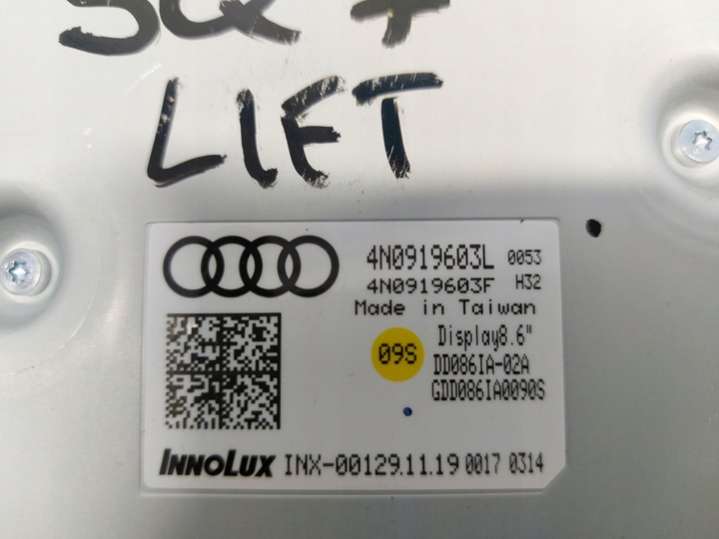 SQ7
LIFT
4N0919603L 0053
4N0919603F H32
Made in Taiwan
09S
Display8.6"
DD086IA-02A
GDD086IA0090S
INNOLUX INX-00129.11.19 0017 0314